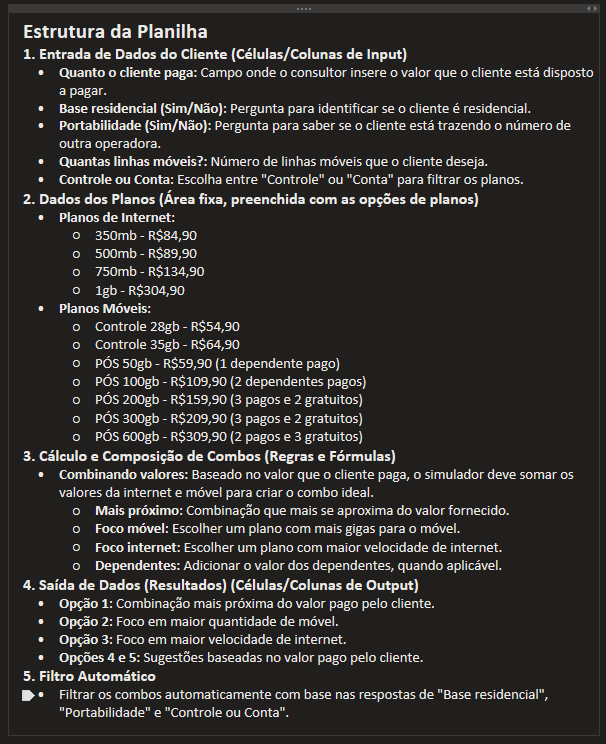 Estrutura da Planilha
1. Entrada de Dados do Cliente (Células/Colunas de Input)
• Quanto o cliente paga: Campo onde o consultor insere o valor que o cliente está disposto
a pagar.
• Base residencial (Sim/Não): Pergunta para identificar se o cliente é residencial.
• Portabilidade (Sim/Não): Pergunta para saber se o cliente está trazendo o número de
outra operadora.
• Quantas linhas móveis?: Número de linhas móveis que o cliente deseja.
• Controle ou Conta: Escolha entre "Controle" ou "Conta" para filtrar os planos.
2. Dados dos Planos (Área fixa, preenchida com as opções de planos)
• Planos de Internet:
○ 350mb - R$84,90
○ 500mb - R$89,90
○ 750mb - R$134,90
○ 1gb - R$304,90
• Planos Móveis:
○ Controle 28gb - R$54,90
○ Controle 35gb - R$64,90
○ PÓS 50gb - R$59,90 (1 dependente pago)
○ PÓS 100gb - R$109,90 (2 dependentes pagos)
○ PÓS 200gb - R$159,90 (3 pagos e 2 gratuitos)
○ PÓS 300gb - R$209,90 (3 pagos e 2 gratuitos)
○ PÓS 600gb - R$309,90 (2 pagos e 3 gratuitos)
3. Cálculo e Composição de Combos (Regras e Fórmulas)
• Combinando valores: Baseado no valor que o cliente paga, o simulador deve somar os
valores da internet e móvel para criar o combo ideal.
○ Mais próximo: Combinação que mais se aproxima do valor fornecido.
○ Foco móvel: Escolher um plano com mais gigas para o móvel.
○ Foco internet: Escolher um plano com maior velocidade de internet.
○ Dependentes: Adicionar o valor dos dependentes, quando aplicável.
4. Saída de Dados (Resultados) (Células/Colunas de Output)
• Opção 1: Combinação mais próxima do valor pago pelo cliente.
• Opção 2: Foco em maior quantidade de móvel.
• Opção 3: Foco em maior velocidade de internet.
• Opções 4 e 5: Sugestões baseadas no valor pago pelo cliente.
5. Filtro Automático
• Filtrar os combos automaticamente com base nas respostas de "Base residencial",
"Portabilidade" e "Controle ou Conta".